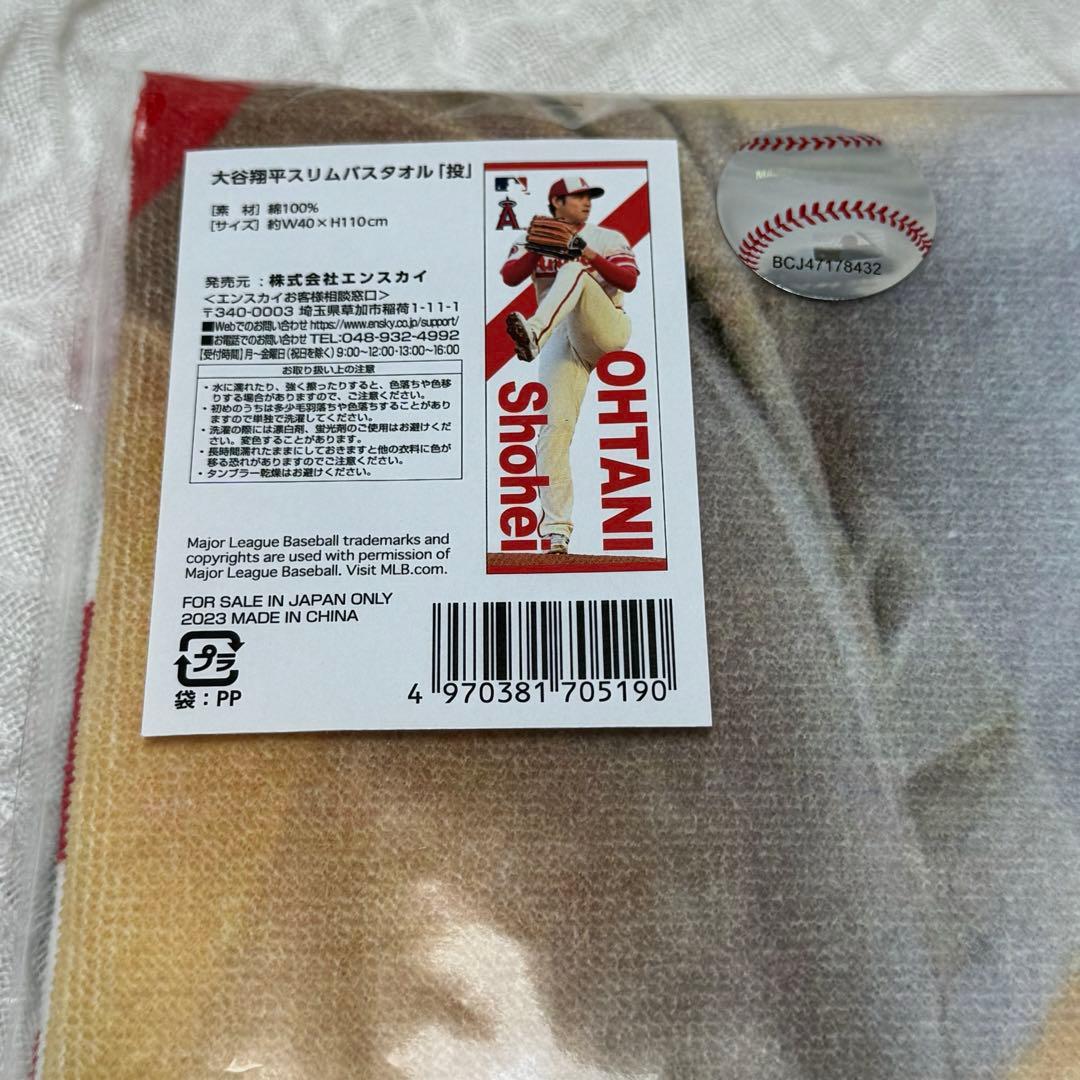 大谷翔平スリムバスタオル「投」
[素　材] 綿100%
[サイズ] 約W40×H110cm
発売元：株式会社エンスカイ
＜エンスカイお客様相談窓口＞
〒340-0003 埼玉県草加市稲荷1-11-1
■Webでのお問い合わせ https://www.ensky.co.jp/support/
■お電話でのお問い合わせ TEL:048-932-4992
【受付時間】月～金曜日（祝日を除く）9:00～12:00・13:00～16:00
お取り扱い上の注意
・水に濡れたり、強く擦ったりすると、色落ちや色移
りする場合がありますので、ご注意ください。
・初めのうちは多少毛羽落ちや色落ちすることがあり
ますので単独で洗濯してください。
・洗濯の際には漂白剤、蛍光剤のご使用はお避けくだ
さい。変色することがあります。
・長時間濡れたままにしておきますと他の衣料に色が
移る恐れがありますのでご注意ください。
・タンブラー乾燥はお避けください。
Major League Baseball trademarks and
copyrights are used with permission of
Major League Baseball. Visit MLB.com.
FOR SALE IN JAPAN ONLY
2023 MADE IN CHINA
プラ
袋：PP
4 970381 705190
A
OHTANI
Shohei
BCJ47178432